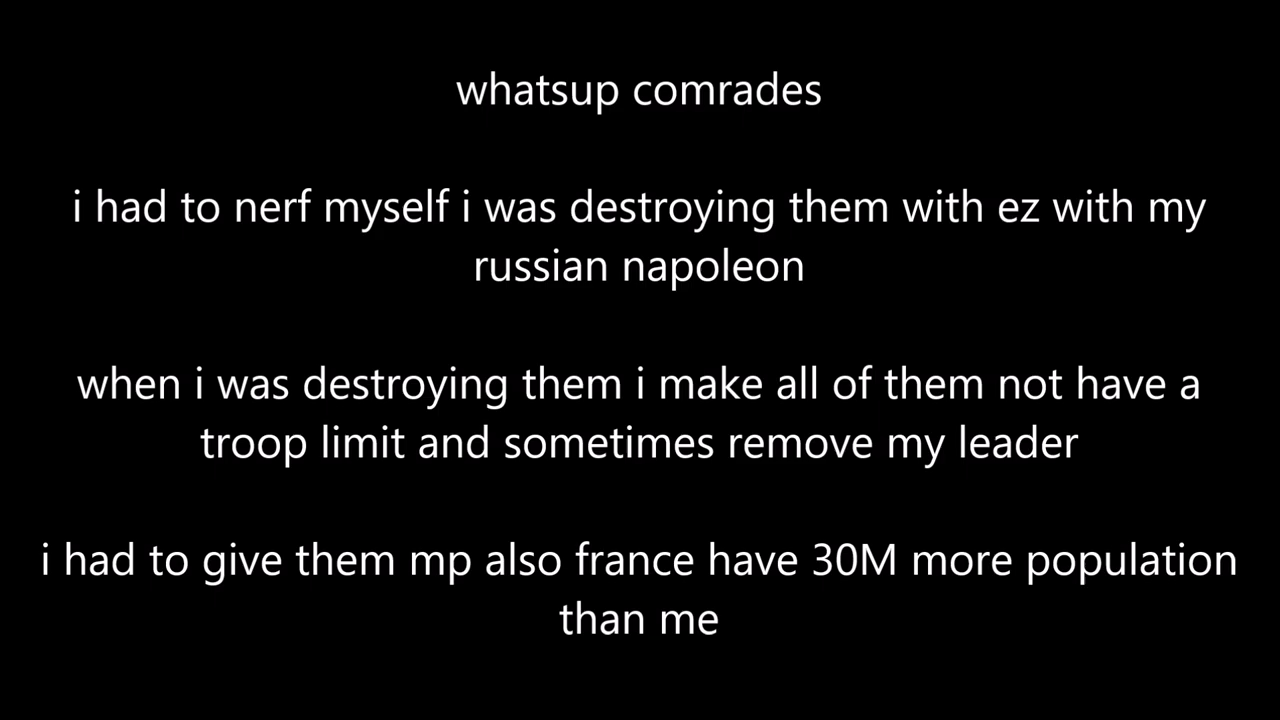 whatsup comrades
i had to nerf myself i was destroying them with ez with my
russian napoleon
when i was destroying them i make all of them not have a
troop limit and sometimes remove my leader
i had to give them mp also france have 30M more population
than me